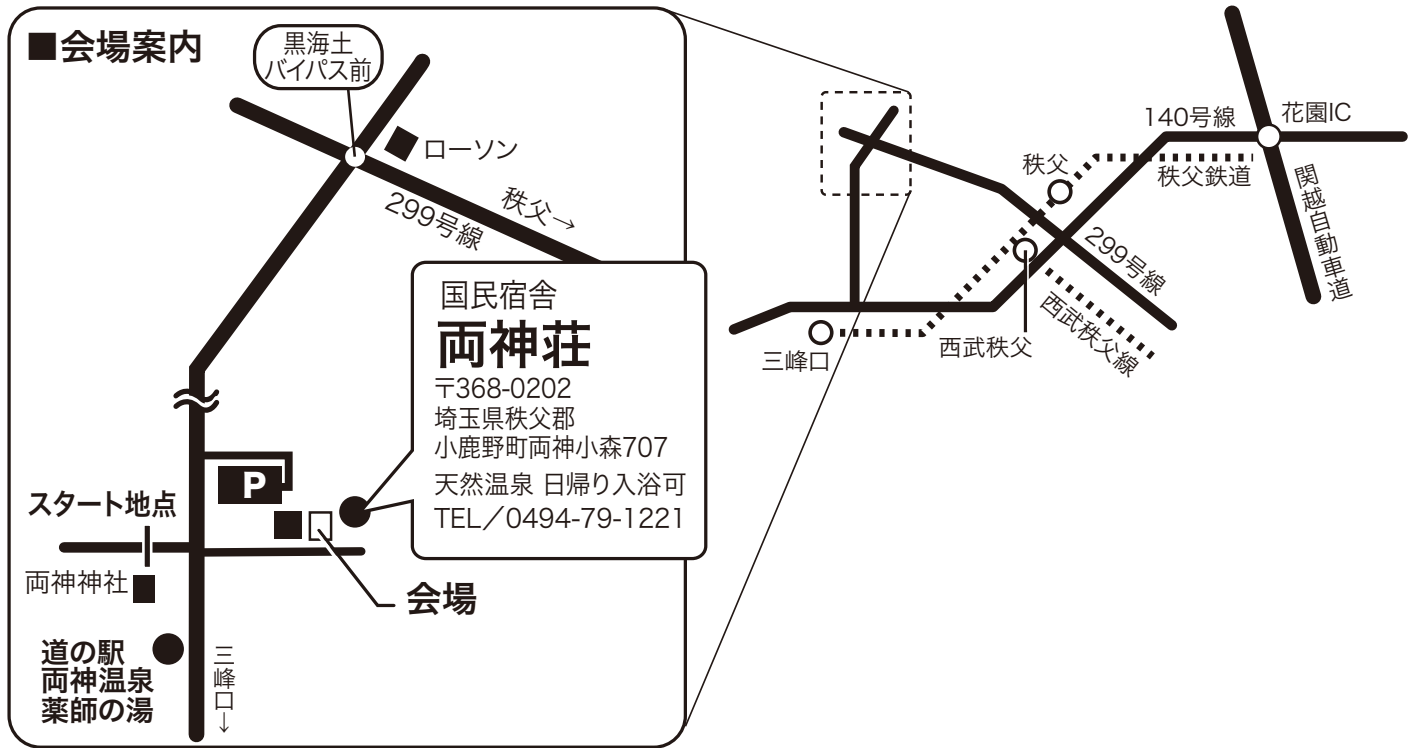 ■会場案内
黒海土
バイパス前
ローソン
秩父→
299号線
国民宿舎
両神荘
〒368-0202
埼玉県秩父郡
小鹿野町両神小森707
天然温泉 日帰り入浴可
TEL／0494-79-1221
P
スタート地点
両神神社
会場
道の駅
両神温泉
薬師の湯
三峰口→
140号線
花園IC
秩父
秩父鉄道
関越自動車道
299号線
西武秩父線
西武秩父
三峰口